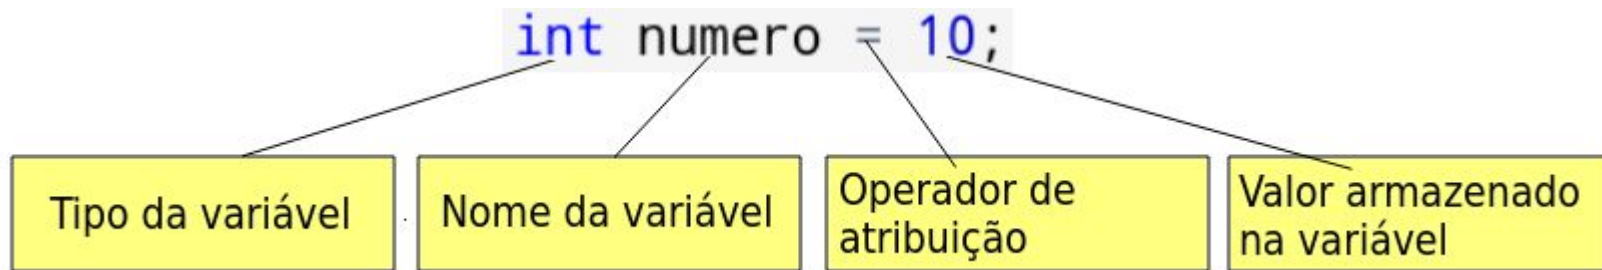 int numero = 10;
Tipo da variável
Nome da variável
Operador de
atribuição
Valor armazenado
na variável